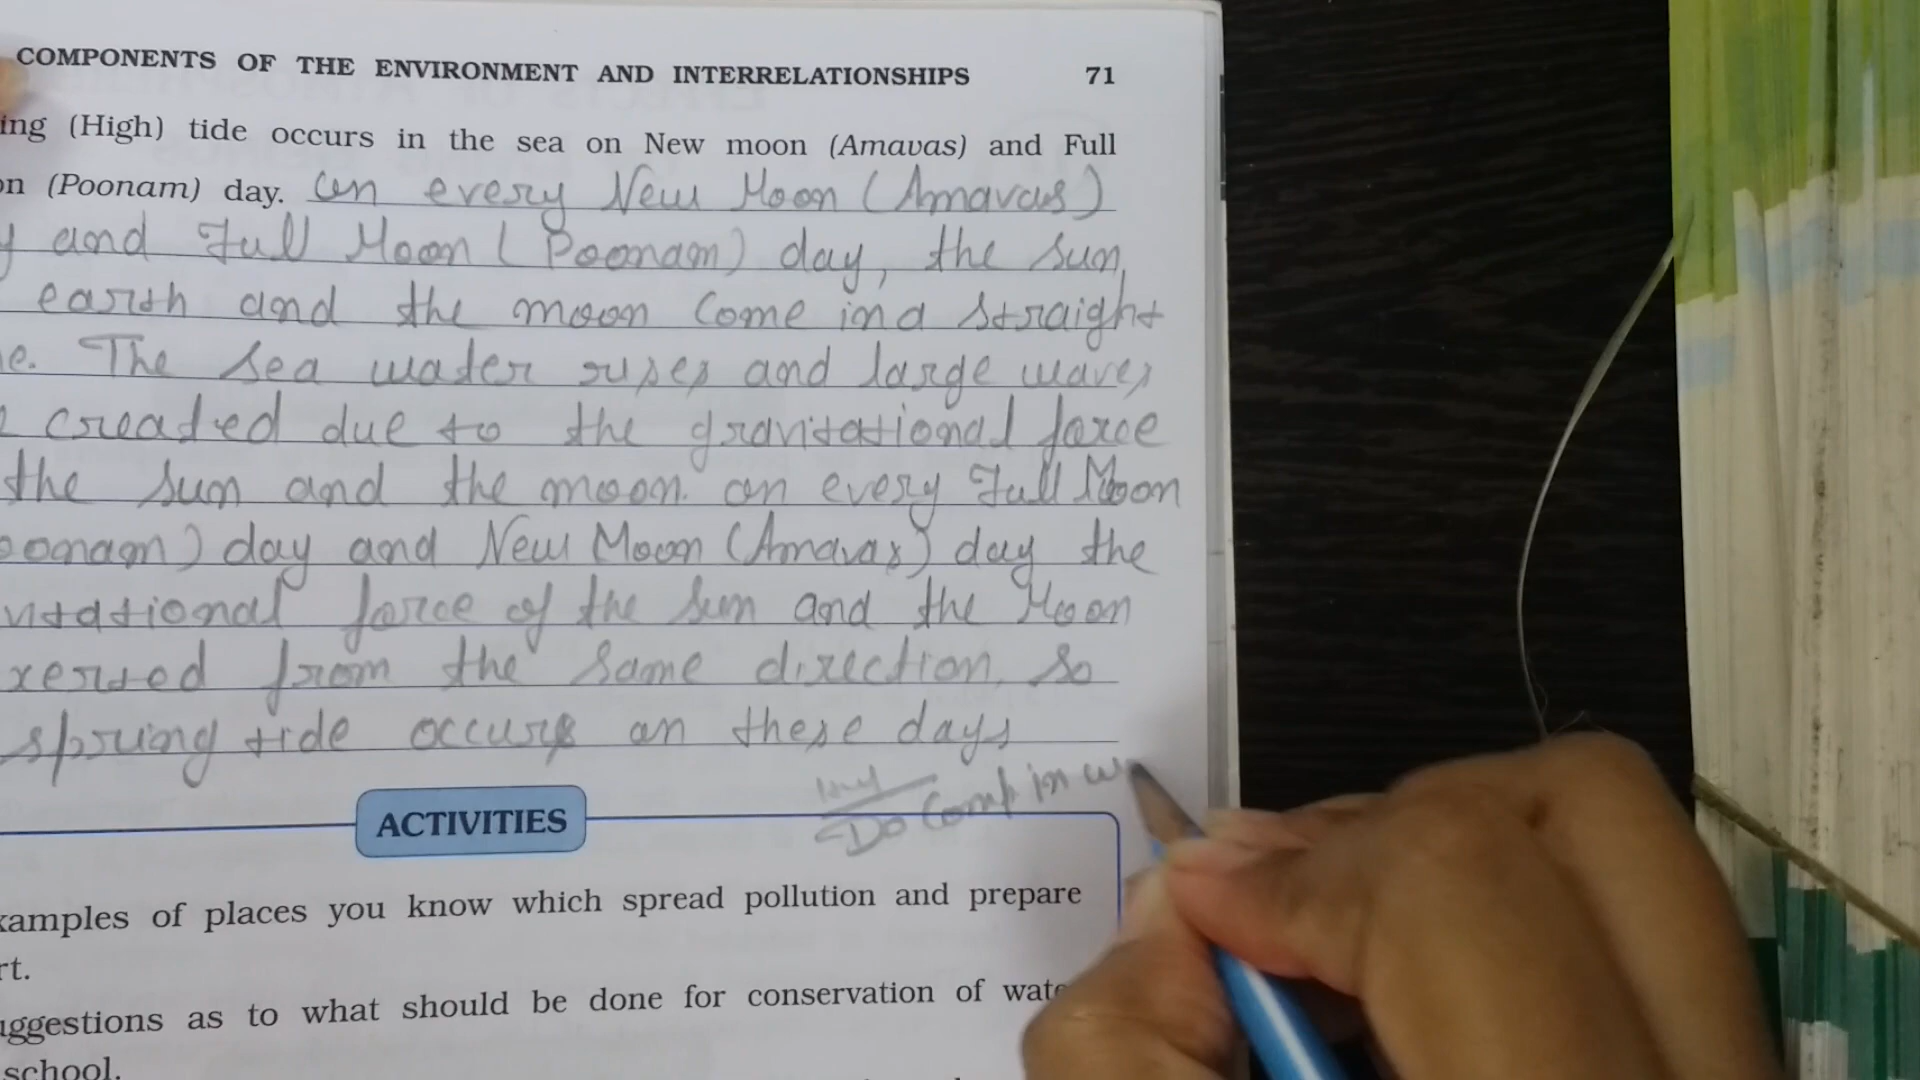 COMPONENTS OF THE ENVIRONMENT AND INTERRELATIONSHIPS 71
ing (High) tide occurs in the sea on New moon (Amavas) and Full
on (Poonam) day. on every New Moon (Amavas)
y and Full Moon (Poonam) day, the sun,
earth and the moon come in a straight
e. The sea water rises and large waves
e created due to the gravitational force
the sun and the moon. on every Full Moon
oonam) day and New Moon (Amavas) day the
vitational force of the sun and the Moon
xerted from the same direction, so
spring tide occurs on these days
Do Comp in w
ACTIVITIES
xamples of places you know which spread pollution and prepare
rt.
uggestions as to what should be done for conservation of wate
school.